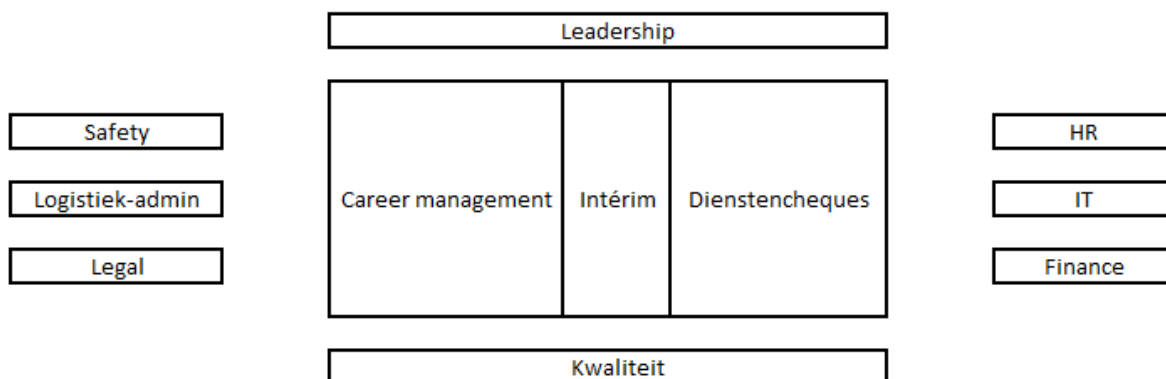 Leadership
Safety
Logistiek-admin
Legal
Career management
Intérim
Dienstencheques
HR
IT
Finance
Kwaliteit